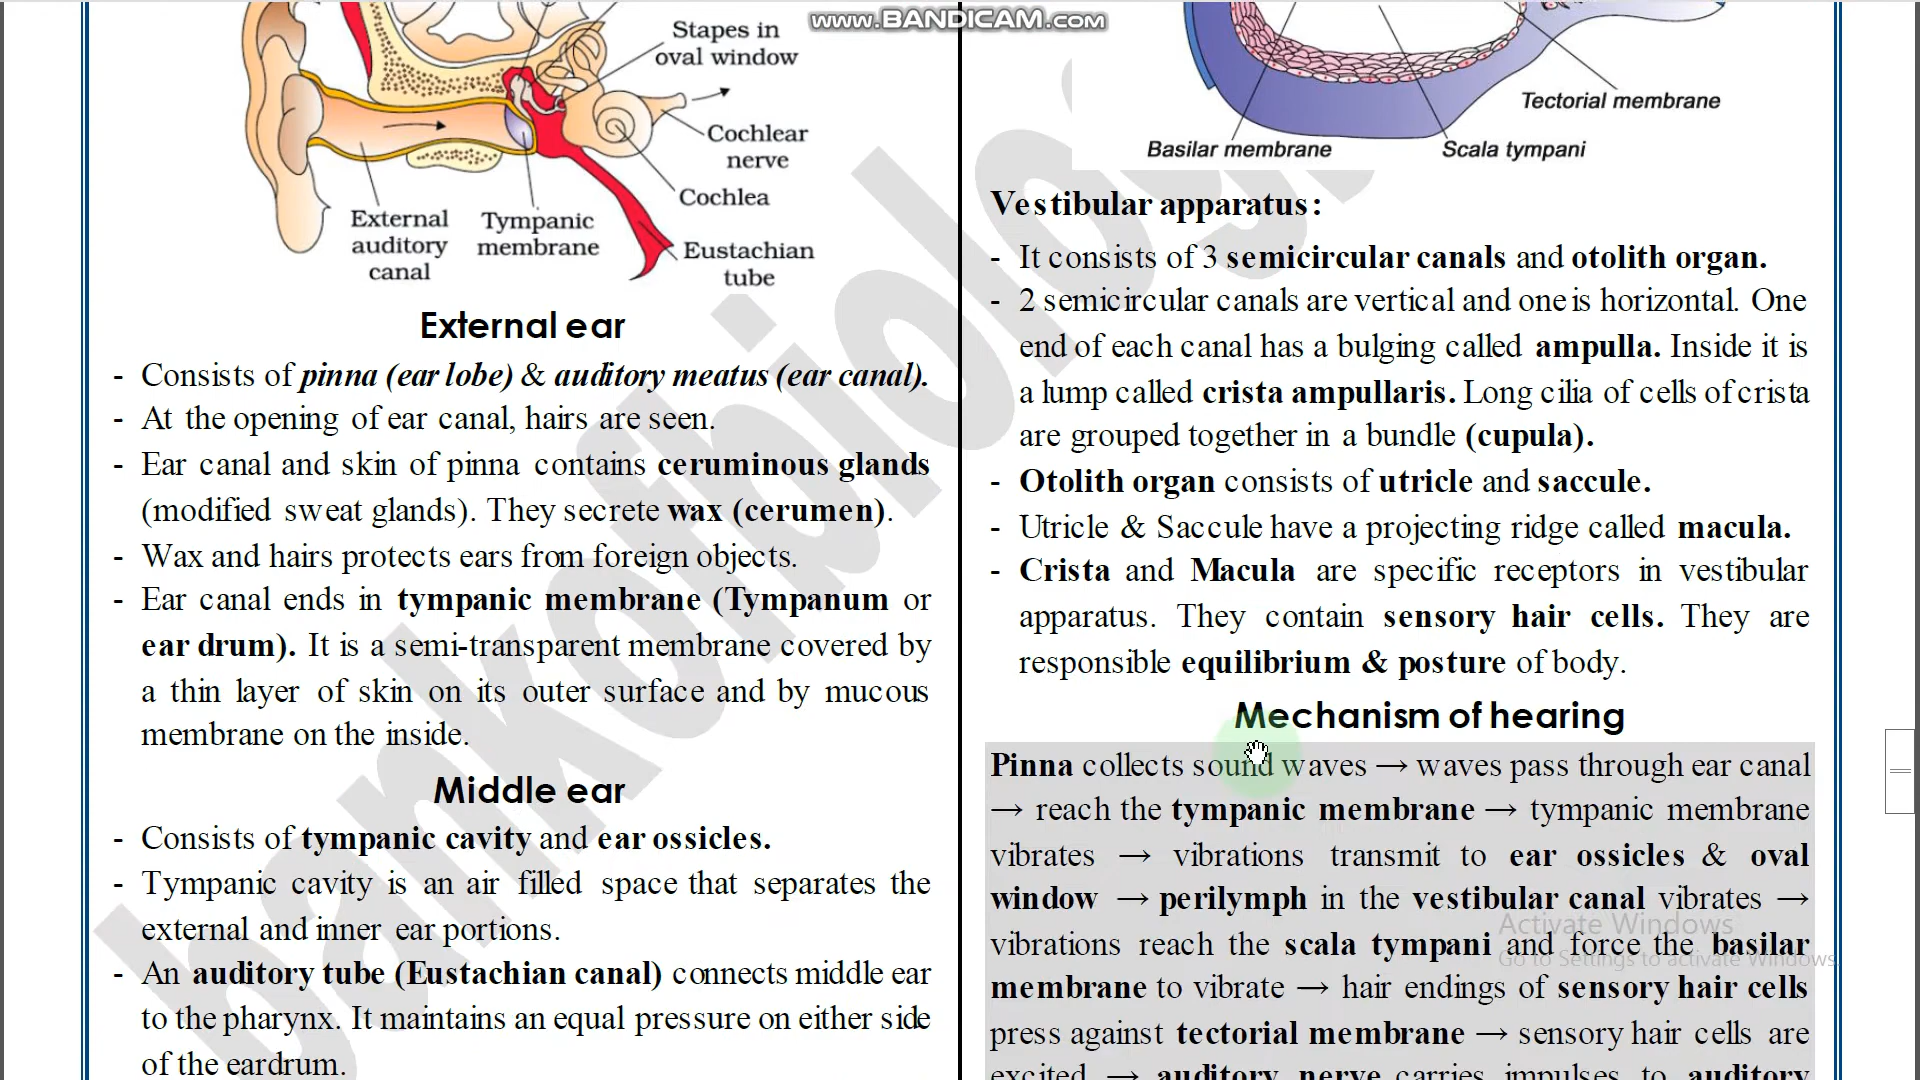 www.BANDICAM.com
Stapes in
oval window
Cochlear
nerve
Cochlea
External
auditory
canal
Tympanic
membrane
Eustachian
tube
External ear
- Consists of pinna (ear lobe) & auditory meatus (ear canal).
- At the opening of ear canal, hairs are seen.
- Ear canal and skin of pinna contains ceruminous glands
(modified sweat glands). They secrete wax (cerumen).
- Wax and hairs protects ears from foreign objects.
- Ear canal ends in tympanic membrane (Tympanum or
ear drum). It is a semi-transparent membrane covered by
a thin layer of skin on its outer surface and by mucous
membrane on the inside.
Middle ear
- Consists of tympanic cavity and ear ossicles.
- Tympanic cavity is an air filled space that separates the
external and inner ear portions.
- An auditory tube (Eustachian canal) connects middle ear
to the pharynx. It maintains an equal pressure on either side
of the eardrum.
Tectorial membrane
Basilar membrane
Scala tympani
Vestibular apparatus:
- It consists of 3 semicircular canals and otolith organ.
- 2 semicircular canals are vertical and one is horizontal. One
end of each canal has a bulging called ampulla. Inside it is
a lump called crista ampullaris. Long cilia of cells of crista
are grouped together in a bundle (cupula).
- Otolith organ consists of utricle and saccule.
- Utricle & Saccule have a projecting ridge called macula.
- Crista and Macula are specific receptors in vestibular
apparatus. They contain sensory hair cells. They are
responsible equilibrium & posture of body.
Mechanism of hearing
Pinna collects sound waves → waves pass through ear canal
→ reach the tympanic membrane → tympanic membrane
vibrates → vibrations transmit to ear ossicles & oval
window → perilymph in the vestibular canal vibrates →
vibrations reach the scala tympani and force the basilar
membrane to vibrate → hair endings of sensory hair cells
press against tectorial membrane → sensory hair cells are
excited → auditory nerve carries impulses to auditory
Activate Windows
Go to Settings to activate Windows.
bankofbiolog